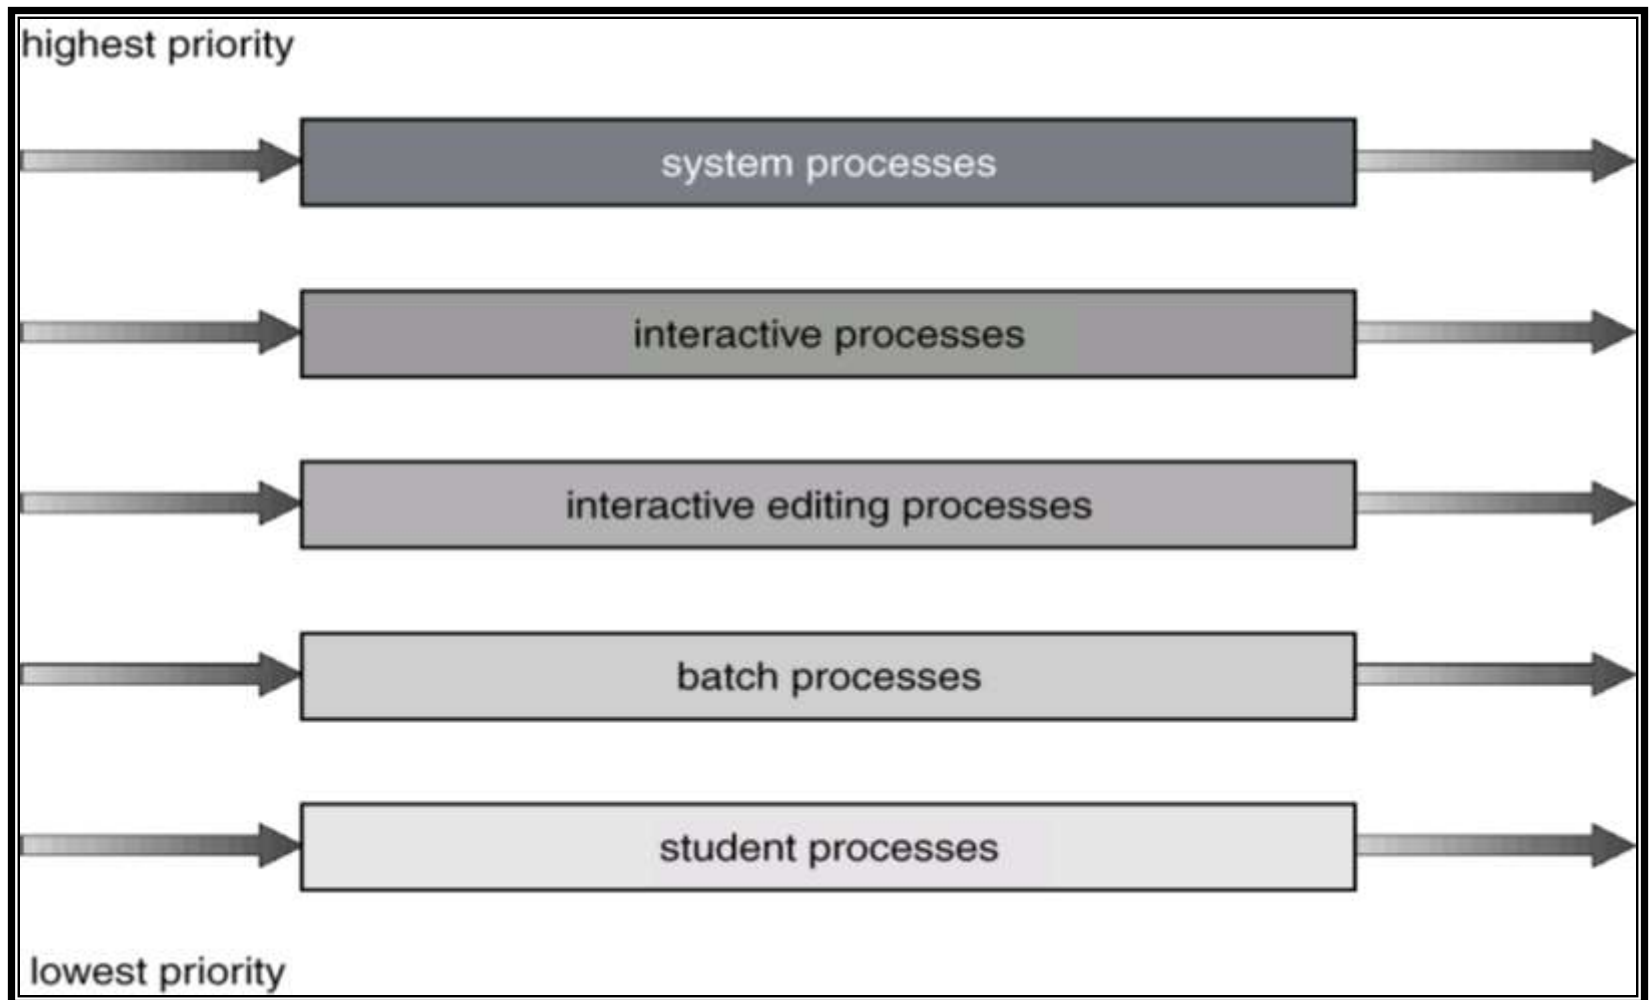 highest priority
system processes
interactive processes
interactive editing processes
batch processes
student processes
lowest priority